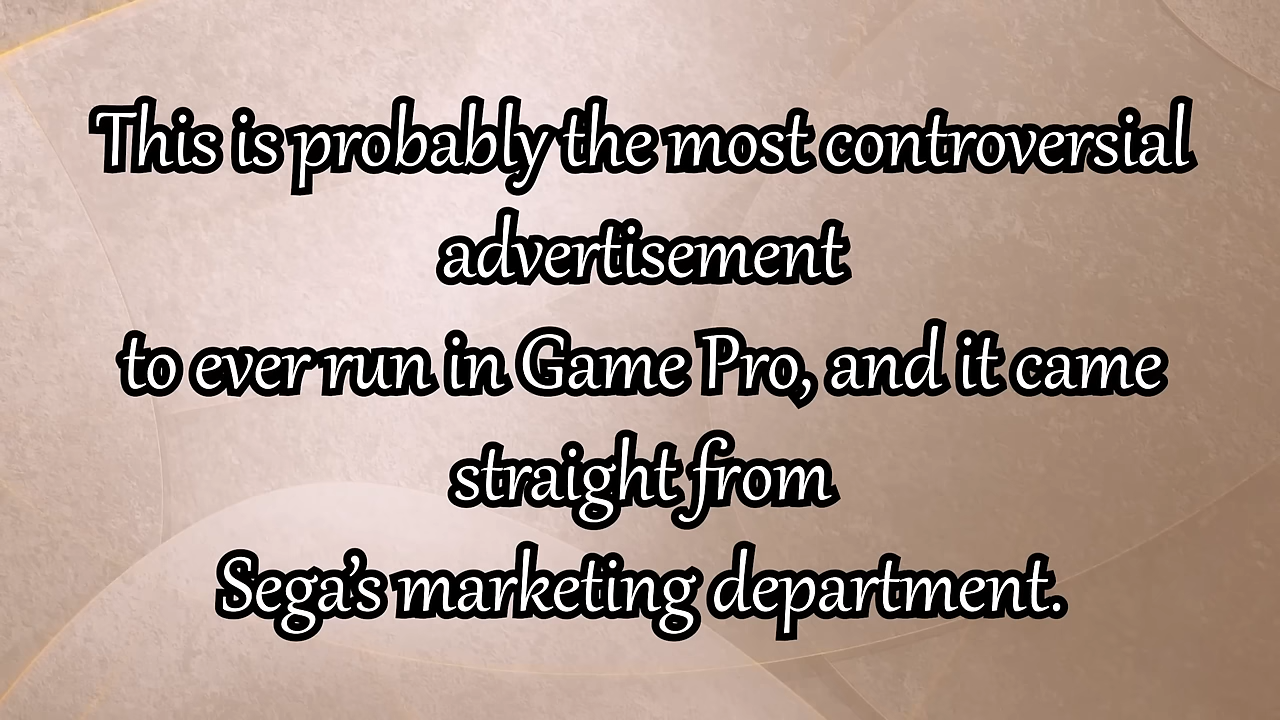 This is probably the most controversial
advertisement
to ever run in Game Pro, and it came
straight from
Sega’s marketing department.